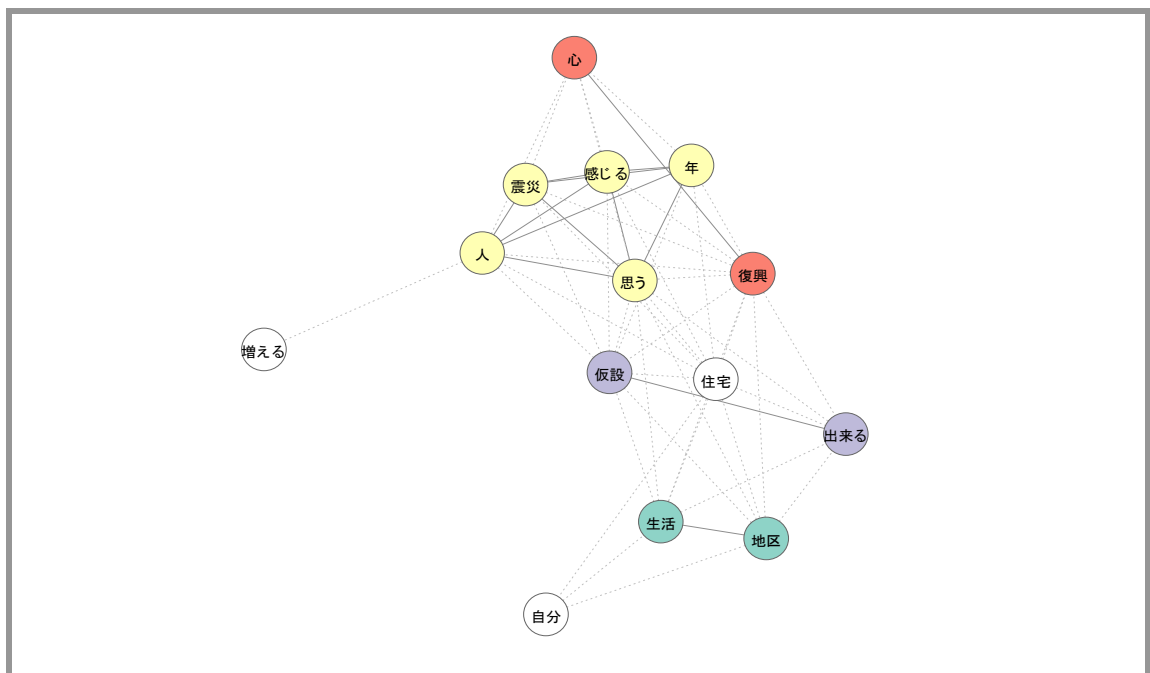 心
年
感じる
震災
人
復興
思う
増える
仮設
住宅
出来る
生活
地区
自分